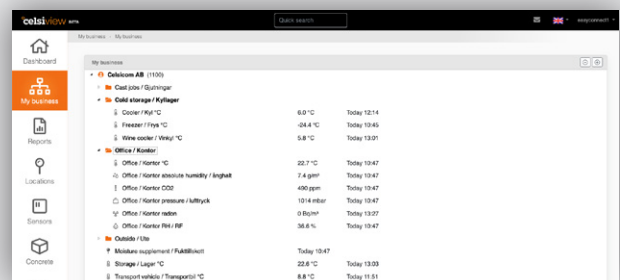 celsiview BETA
Quick search
easyconnect1
My business › My business
Dashboard
My business
Reports
Locations
Sensors
Concrete
My business
Celsicom AB (1100)
Cast jobs / Gjutningar
Cold storage / Kyllager
Cooler / Kyl °C 6.0 °C Today 12:14
Freezer / Frys °C -24.4 °C Today 10:45
Wine cooler / Vinkyl °C 5.8 °C Today 13:01
Office / Kontor
Office / Kontor °C 22.7 °C Today 10:47
Office / Kontor absolute humidity / ånghalt 7.4 g/m³ Today 10:47
Office / Kontor CO2 490 ppm Today 10:47
Office / Kontor pressure / lufttryck 1014 mbar Today 10:47
Office / Kontor radon 0 Bq/m³ Today 13:27
Office / Kontor RH / RF 36.6 % Today 10:47
Outside / Ute
Moisture supplement / Fukttillskott Today 10:47
Storage / Lager °C 22.6 °C Today 13:03
Transport vehicle / Transportbil °C 8.8 °C Today 11:51